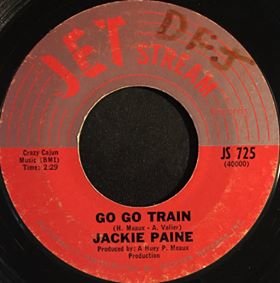 DFJ
JET
STREAM
Crazy Cajun
Music (BMI)
Time: 2:29
JS 725
(40000)
GO GO TRAIN
(H. Meaux - A. Valier)
JACKIE PAINE
Produced by: A Huey P. Meaux
Production